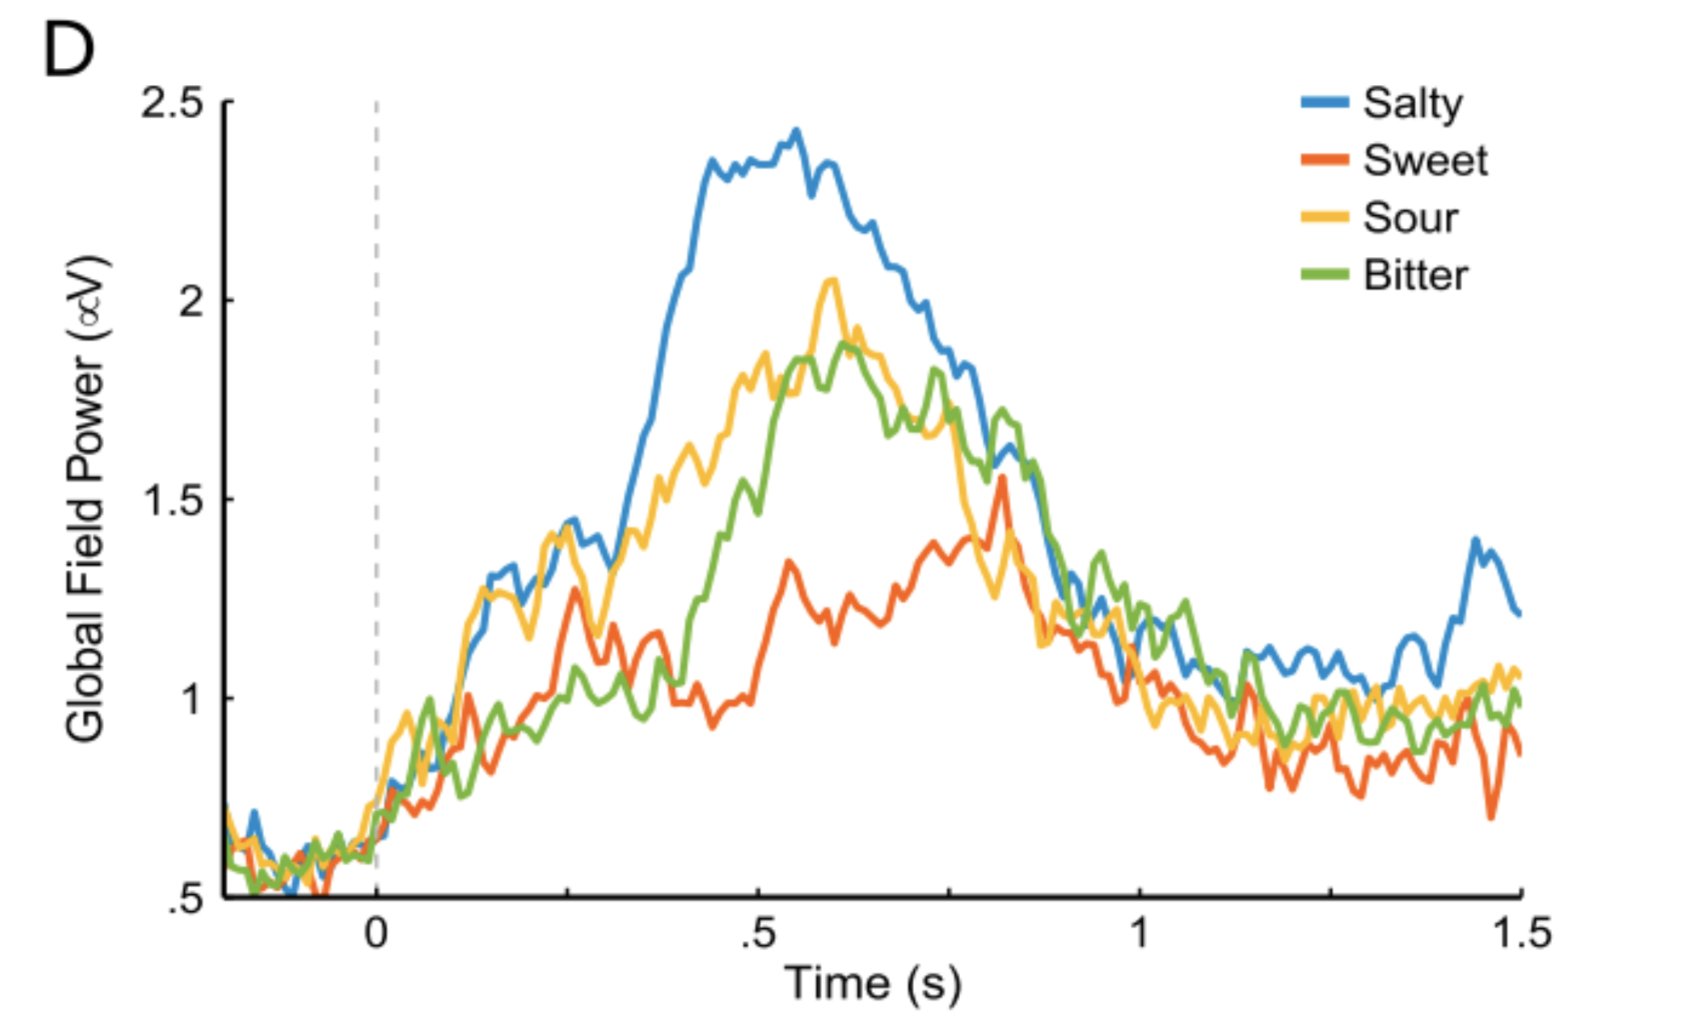 D
2.5
2
1.5
1
.5
Global Field Power (∝V)
0
.5
1
1.5
Time (s)
Salty
Sweet
Sour
Bitter